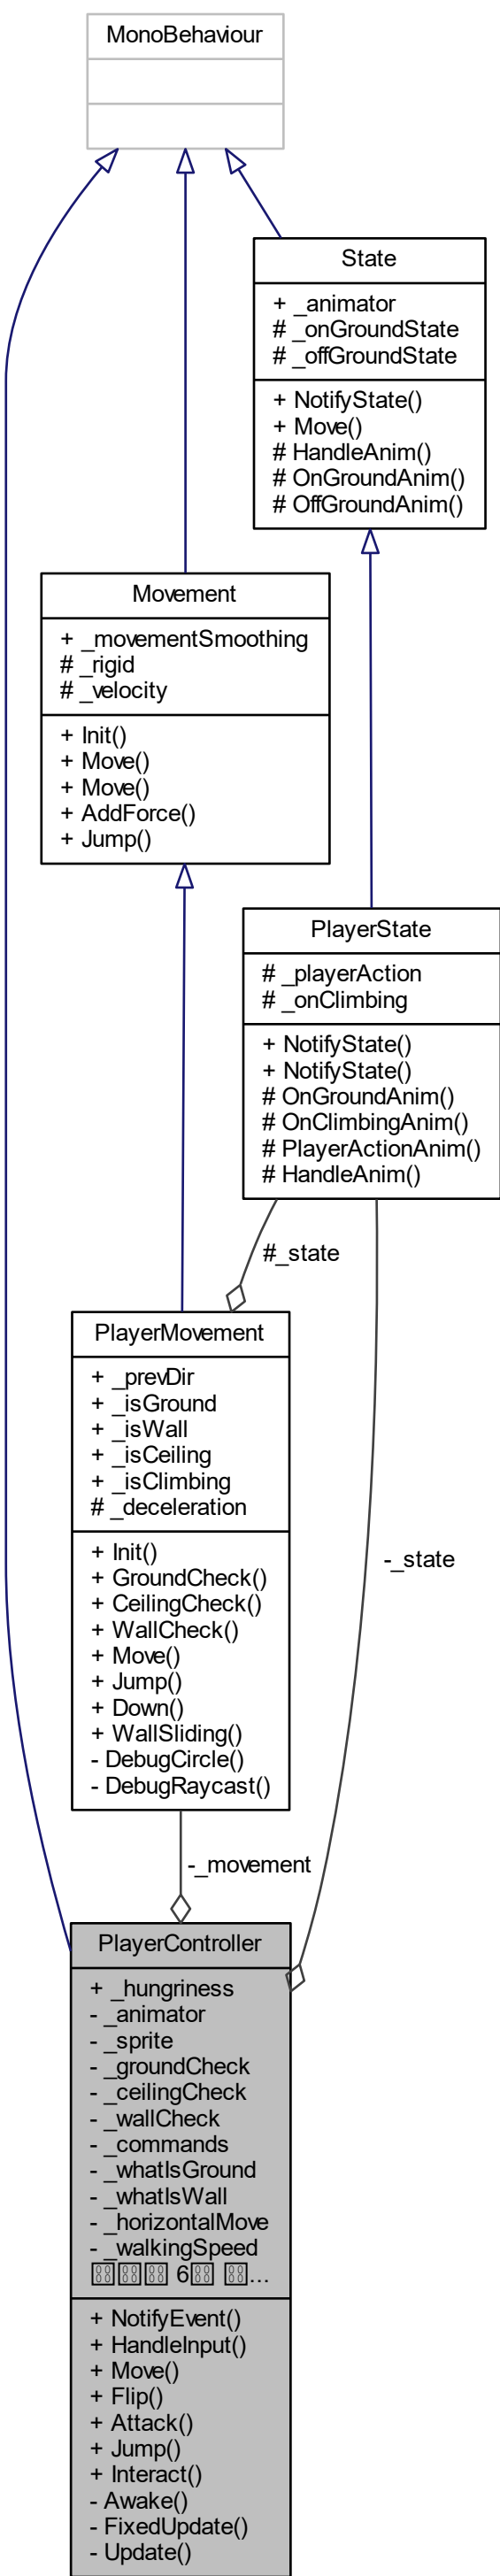 MonoBehaviour
State
+ _animator
# _onGroundState
# _offGroundState
+ NotifyState()
+ Move()
# HandleAnim()
# OnGroundAnim()
# OffGroundAnim()
Movement
+ _movementSmoothing
# _rigid
# _velocity
+ Init()
+ Move()
+ Move()
+ AddForce()
+ Jump()
PlayerState
# _playerAction
# _onClimbing
+ NotifyState()
+ NotifyState()
# OnGroundAnim()
# OnClimbingAnim()
# PlayerActionAnim()
# HandleAnim()
#_state
PlayerMovement
+ _prevDir
+ _isGround
+ _isWall
+ _isCeiling
+ _isClimbing
# _deceleration
+ Init()
+ GroundCheck()
+ CeilingCheck()
+ WallCheck()
+ Move()
+ Jump()
+ Down()
+ WallSliding()
- DebugCircle()
- DebugRaycast()
-_state
-_movement
PlayerController
+ _hungriness
- _animator
- _sprite
- _groundCheck
- _ceilingCheck
- _wallCheck
- _commands
- _whatIsGround
- _whatIsWall
- _horizontalMove
- _walkingSpeed
6 ...
+ NotifyEvent()
+ HandleInput()
+ Move()
+ Flip()
+ Attack()
+ Jump()
+ Interact()
- Awake()
- FixedUpdate()
- Update()